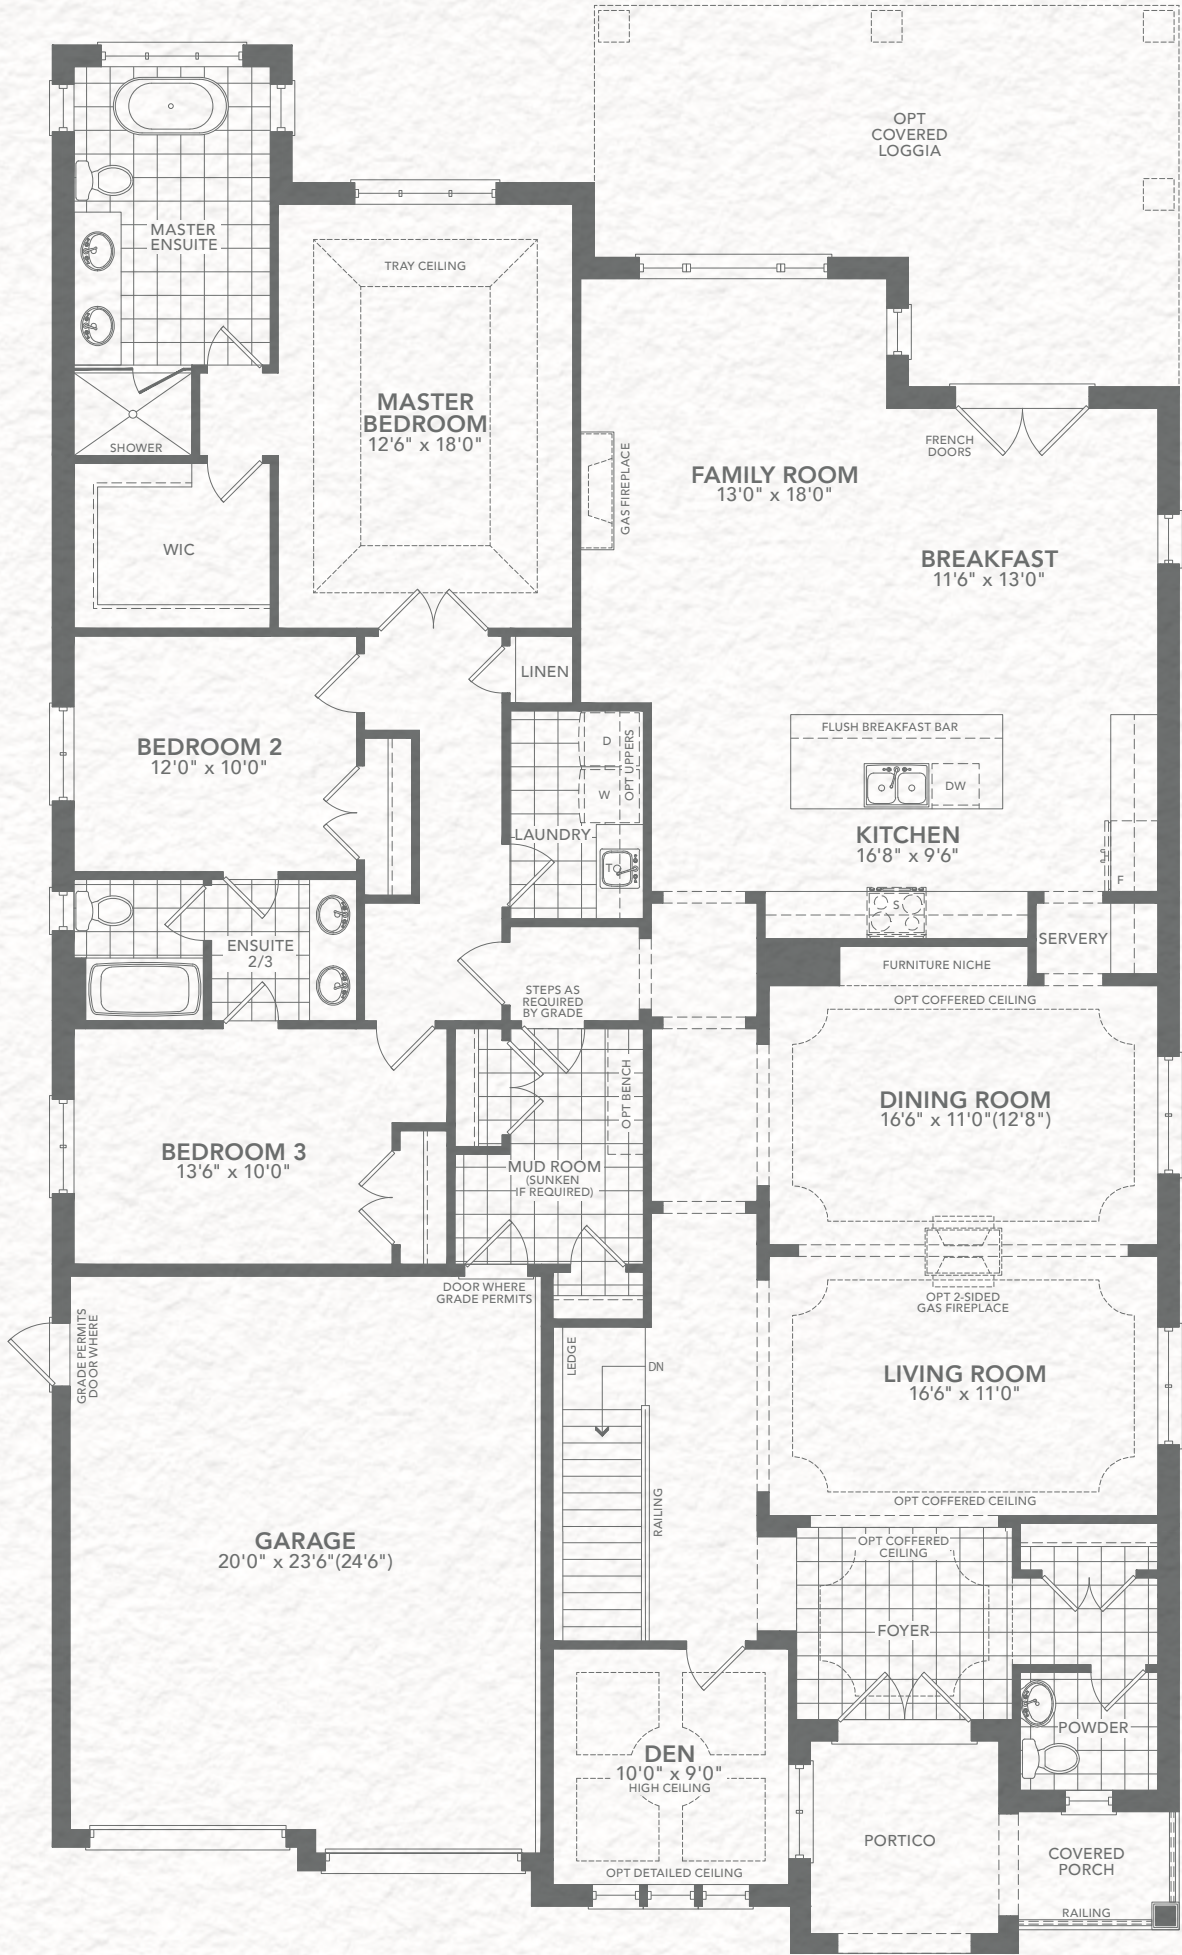 OPT
COVERED
LOGGIA
MASTER
ENSUITE
TRAY CEILING
MASTER
BEDROOM
12'6" x 18'0"
SHOWER
WIC
GAS FIREPLACE
FAMILY ROOM
13'0" x 18'0"
FRENCH
DOORS
BREAKFAST
11'6" x 13'0"
LINEN
BEDROOM 2
12'0" x 10'0"
D
W
OPT UPPERS
LAUNDRY
T
FLUSH BREAKFAST BAR
DW
KITCHEN
16'8" x 9'6"
F
S
SERVERY
FURNITURE NICHE
ENSUITE
2/3
STEPS AS
REQUIRED
BY GRADE
OPT COFFERED CEILING
DINING ROOM
16'6" x 11'0"(12'8")
OPT BENCH
BEDROOM 3
13'6" x 10'0"
MUD ROOM
(SUNKEN
IF REQUIRED)
DOOR WHERE
GRADE PERMITS
OPT 2-SIDED
GAS FIREPLACE
GRADE PERMITS
DOOR WHERE
LEDGE
DN
LIVING ROOM
16'6" x 11'0"
OPT COFFERED CEILING
RAILING
GARAGE
20'0" x 23'6"(24'6")
OPT COFFERED
CEILING
FOYER
POWDER
DEN
10'0" x 9'0"
HIGH CEILING
OPT DETAILED CEILING
PORTICO
COVERED
PORCH
RAILING